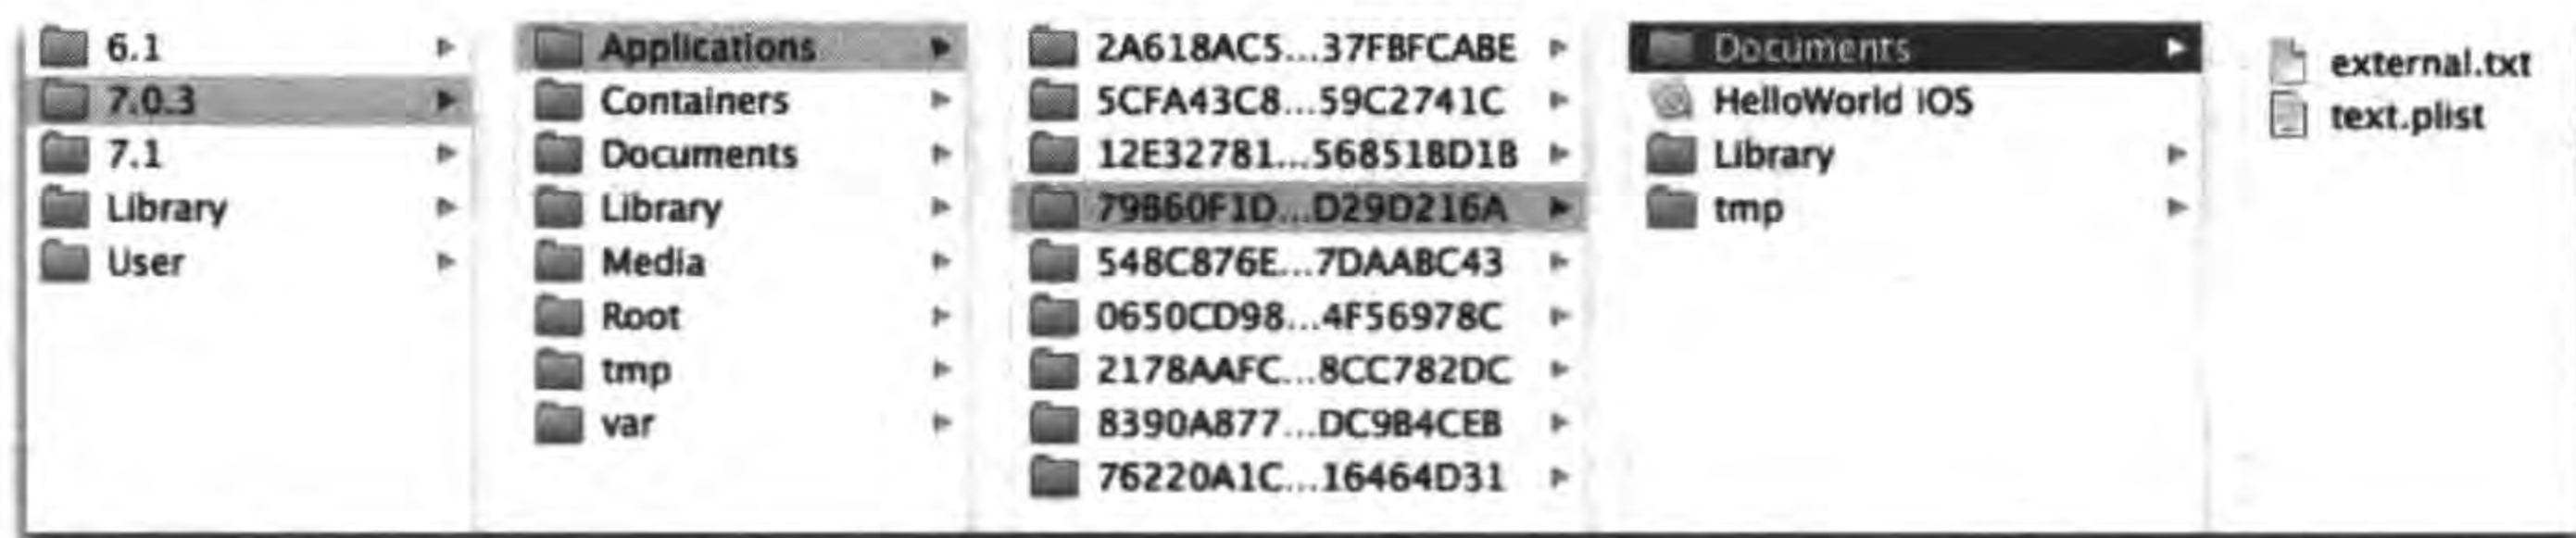 6.1
7.0.3
7.1
Library
User
Applications
Containers
Documents
Library
Media
Root
tmp
var
2A618AC5...37FBFCABE
5CFA43C8...59C2741C
12E32781...568518D1B
79B60F1D...D29D216A
548C876E...7DAABC43
0650CD98...4F56978C
2178AAFC...8CC782DC
8390A877...DC9B4CEB
76220A1C...16464D31
Documents
HelloWorld iOS
Library
tmp
external.txt
text.plist